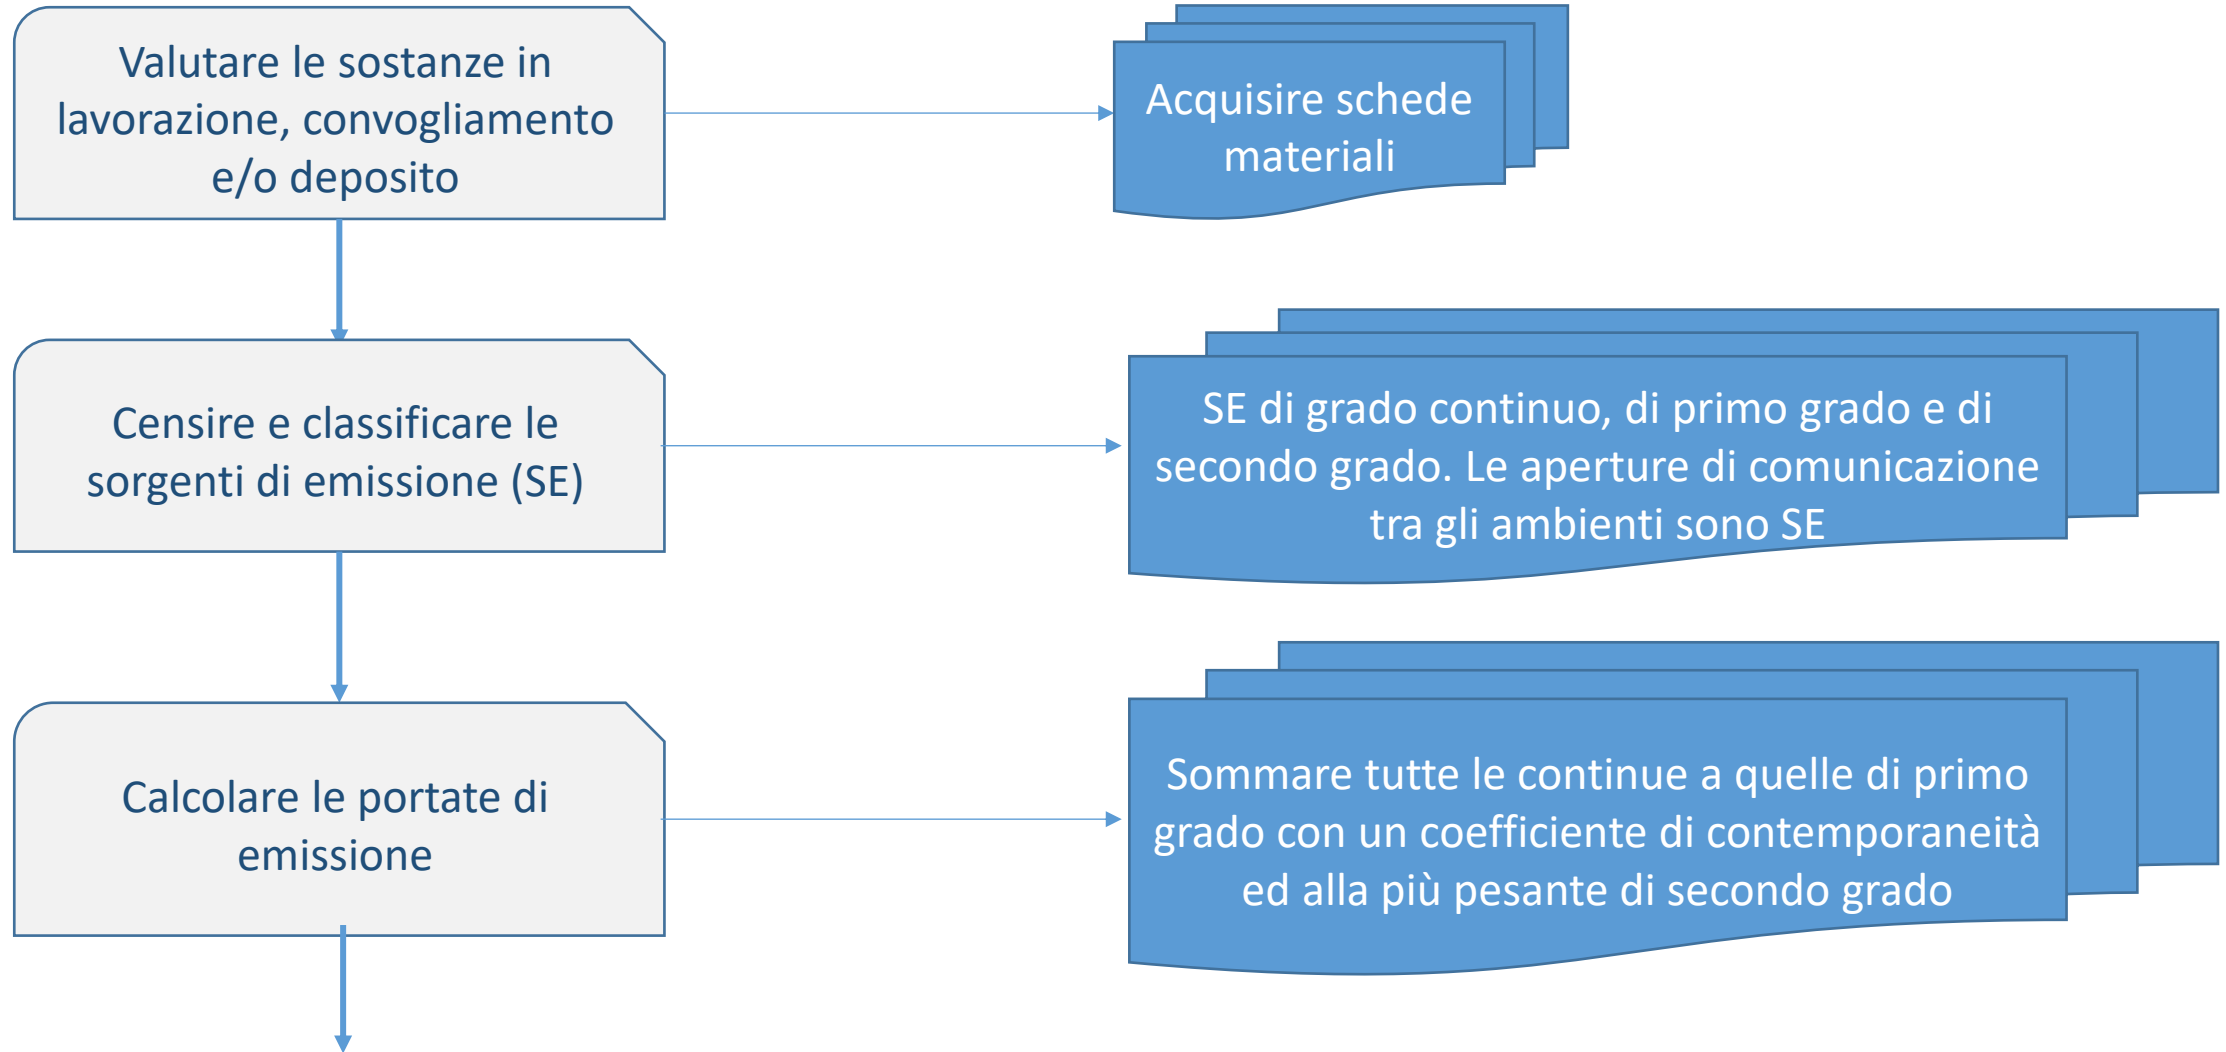 Valutare le sostanze in
lavorazione, convogliamento
e/o deposito
Acquisire schede
materiali
Censire e classificare le
sorgenti di emissione (SE)
SE di grado continuo, di primo grado e di
secondo grado. Le aperture di comunicazione
tra gli ambienti sono SE
Calcolare le portate di
emissione
Sommare tutte le continue a quelle di primo
grado con un coefficiente di contemporaneità
ed alla più pesante di secondo grado